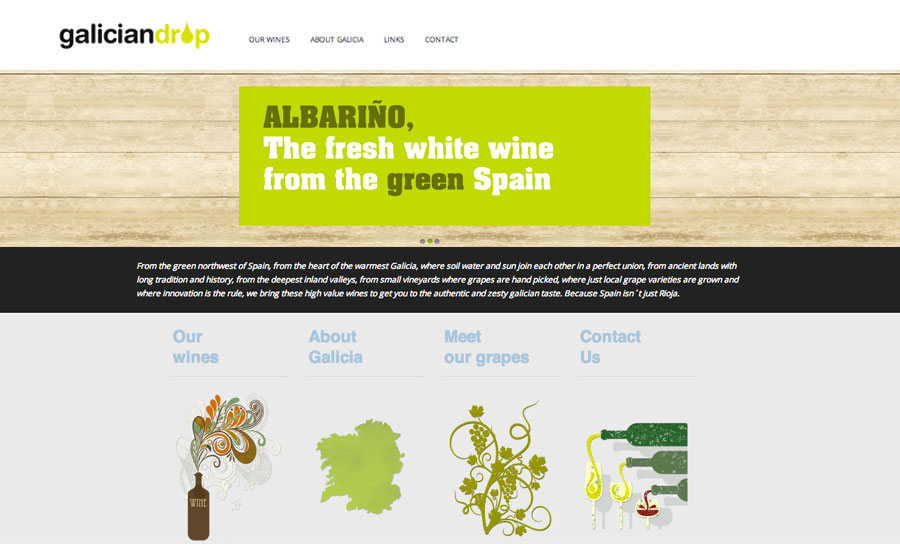 galiciandrop
OUR WINES ABOUT GALICIA LINKS CONTACT
ALBARIÑO,
The fresh white wine
from the green Spain
From the green northwest of Spain, from the heart of the warmest Galicia, where soil water and sun join each other in a perfect union, from ancient lands with
long tradition and history, from the deepest inland valleys, from small vineyards where grapes are hand picked, where just local grape varieties are grown and
where innovation is the rule, we bring these high value wines to get you to the authentic and zesty galician taste. Because Spain isn´t just Rioja.
Our
wines
About
Galicia
Meet
our grapes
Contact
Us
WINE